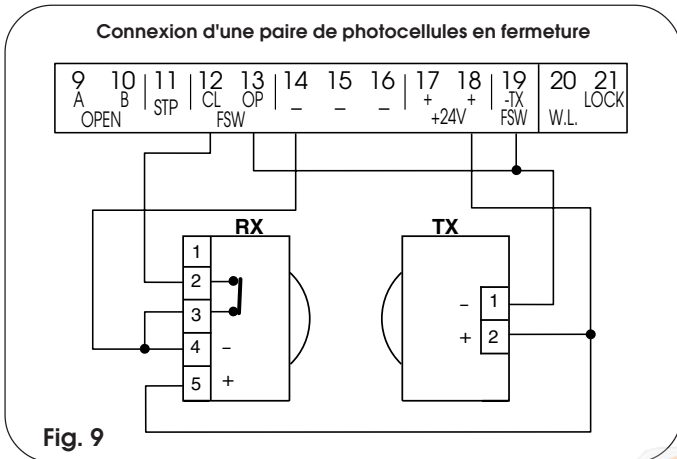 Connexion d'une paire de photocellules en fermeture
9 10 11 12 13 14 15 16 17 18 19 20 21
A B STP CL OP – – – + + -TX LOCK
OPEN FSW +24V FSW W.L.
RX TX
1
2
3
4 –
5 +
– 1
+ 2
Fig. 9